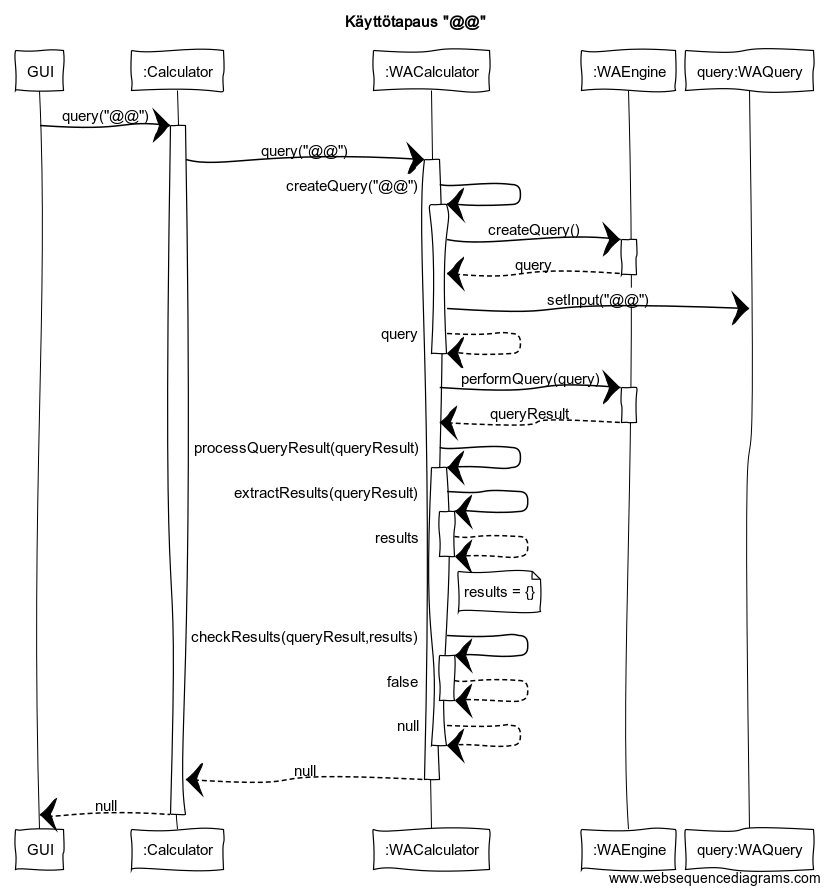 Käyttötapaus "@@"
GUI
:Calculator
:WACalculator
:WAEngine
query:WAQuery
query("@@")
query("@@")
createQuery("@@")
createQuery()
query
setInput("@@")
query
performQuery(query)
queryResult
processQueryResult(queryResult)
extractResults(queryResult)
results
results = {}
checkResults(queryResult,results)
false
null
null
null
GUI
:Calculator
:WACalculator
:WAEngine
query:WAQuery
www.websequencediagrams.com